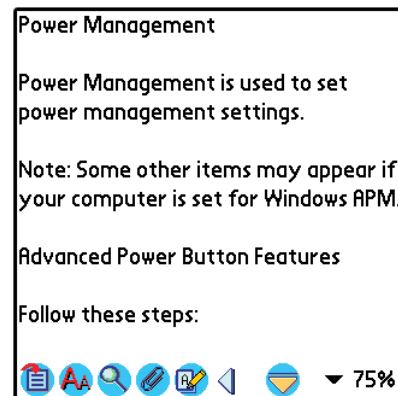 Power Management
Power Management is used to set
power management settings.
Note: Some other items may appear if
your computer is set for Windows APM.
Advanced Power Button Features
Follow these steps:
75%